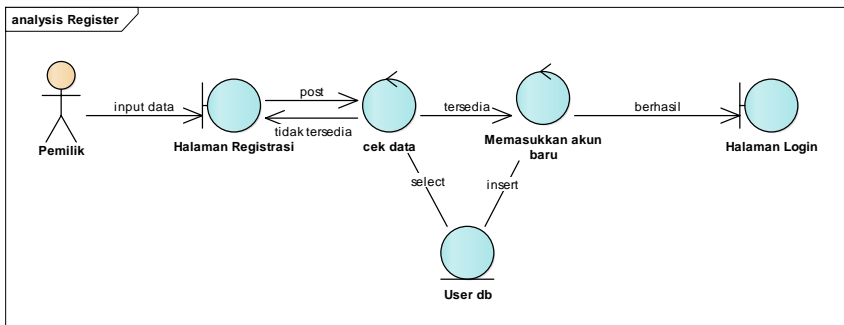 analysis Register
input data
post
tidak tersedia
tersedia
berhasil
Pemilik
Halaman Registrasi
cek data
Memasukkan akun
baru
Halaman Login
select
insert
User db